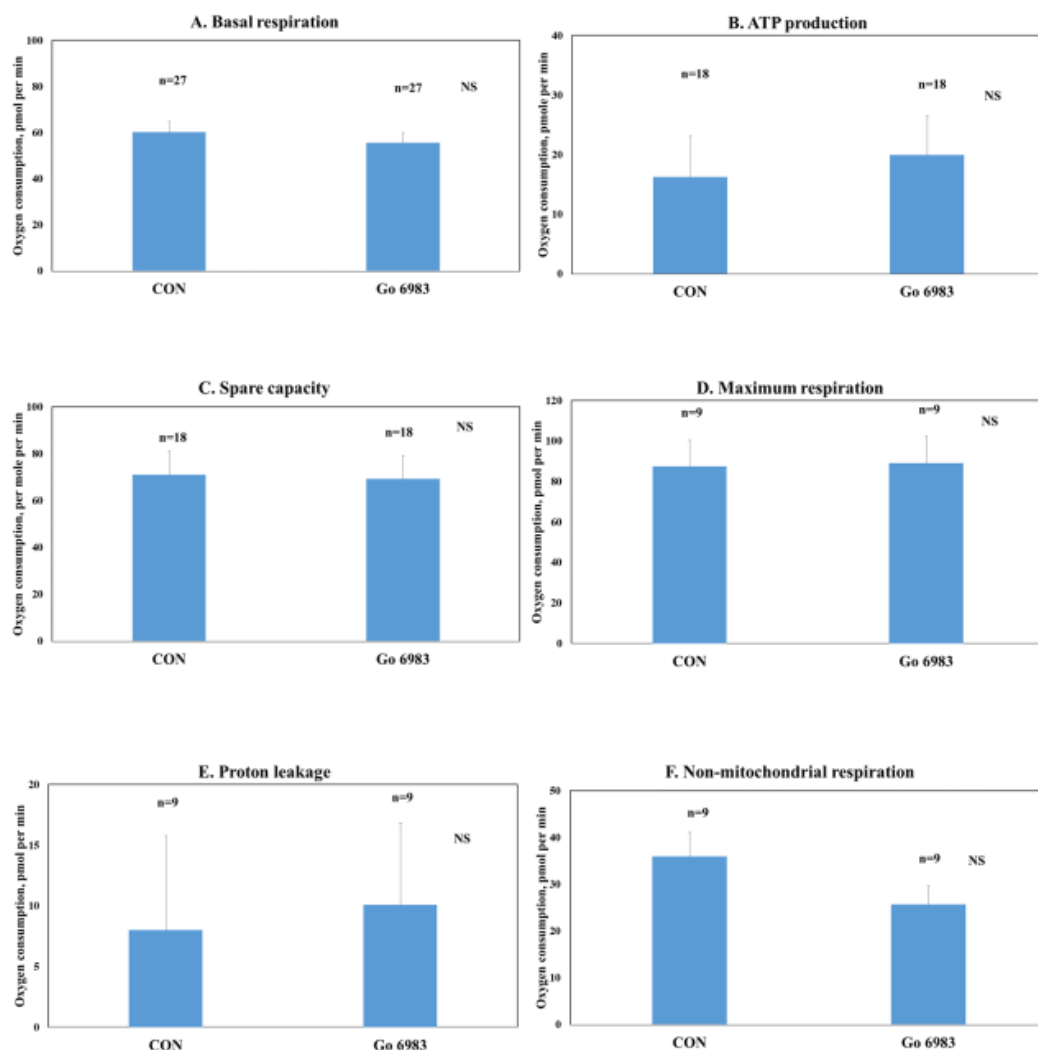 A. Basal respiration
Oxygen consumption, pmol per min
100
80
60
40
20
0
n=27
n=27
NS
CON
Go 6983
B. ATP production
Oxygen consumption, pmole per min
40
30
20
10
0
n=18
n=18
NS
CON
Go 6983
C. Spare capacity
Oxygen consumption, per mole per min
100
80
60
40
20
0
n=18
n=18
NS
CON
Go 6983
D. Maximum respiration
Oxygen consumption, pmol per min
120
100
80
60
40
20
0
n=9
n=9
NS
CON
Go 6983
E. Proton leakage
Oxygen consumption, pmol per min
20
15
10
5
0
n=9
n=9
NS
CON
Go 6983
F. Non-mitochondrial respiration
Oxygen consumption, pmol per min
50
40
30
20
10
0
n=9
n=9
NS
CON
Go 6983